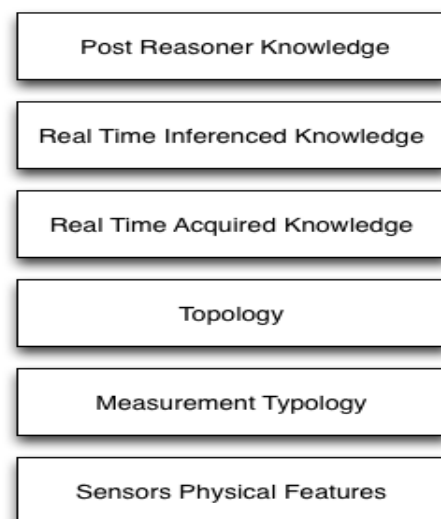 Post Reasoner Knowledge
Real Time Inferenced Knowledge
Real Time Acquired Knowledge
Topology
Measurement Typology
Sensors Physical Features